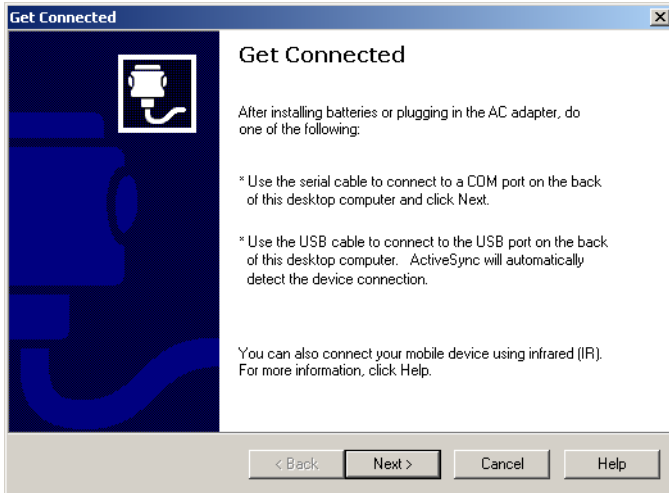 Get Connected
Get Connected
After installing batteries or plugging in the AC adapter, do
one of the following:
* Use the serial cable to connect to a COM port on the back
of this desktop computer and click Next.
* Use the USB cable to connect to the USB port on the back
of this desktop computer.  ActiveSync will automatically
detect the device connection.
You can also connect your mobile device using infrared (IR).
For more information, click Help.
< Back
Next >
Cancel
Help